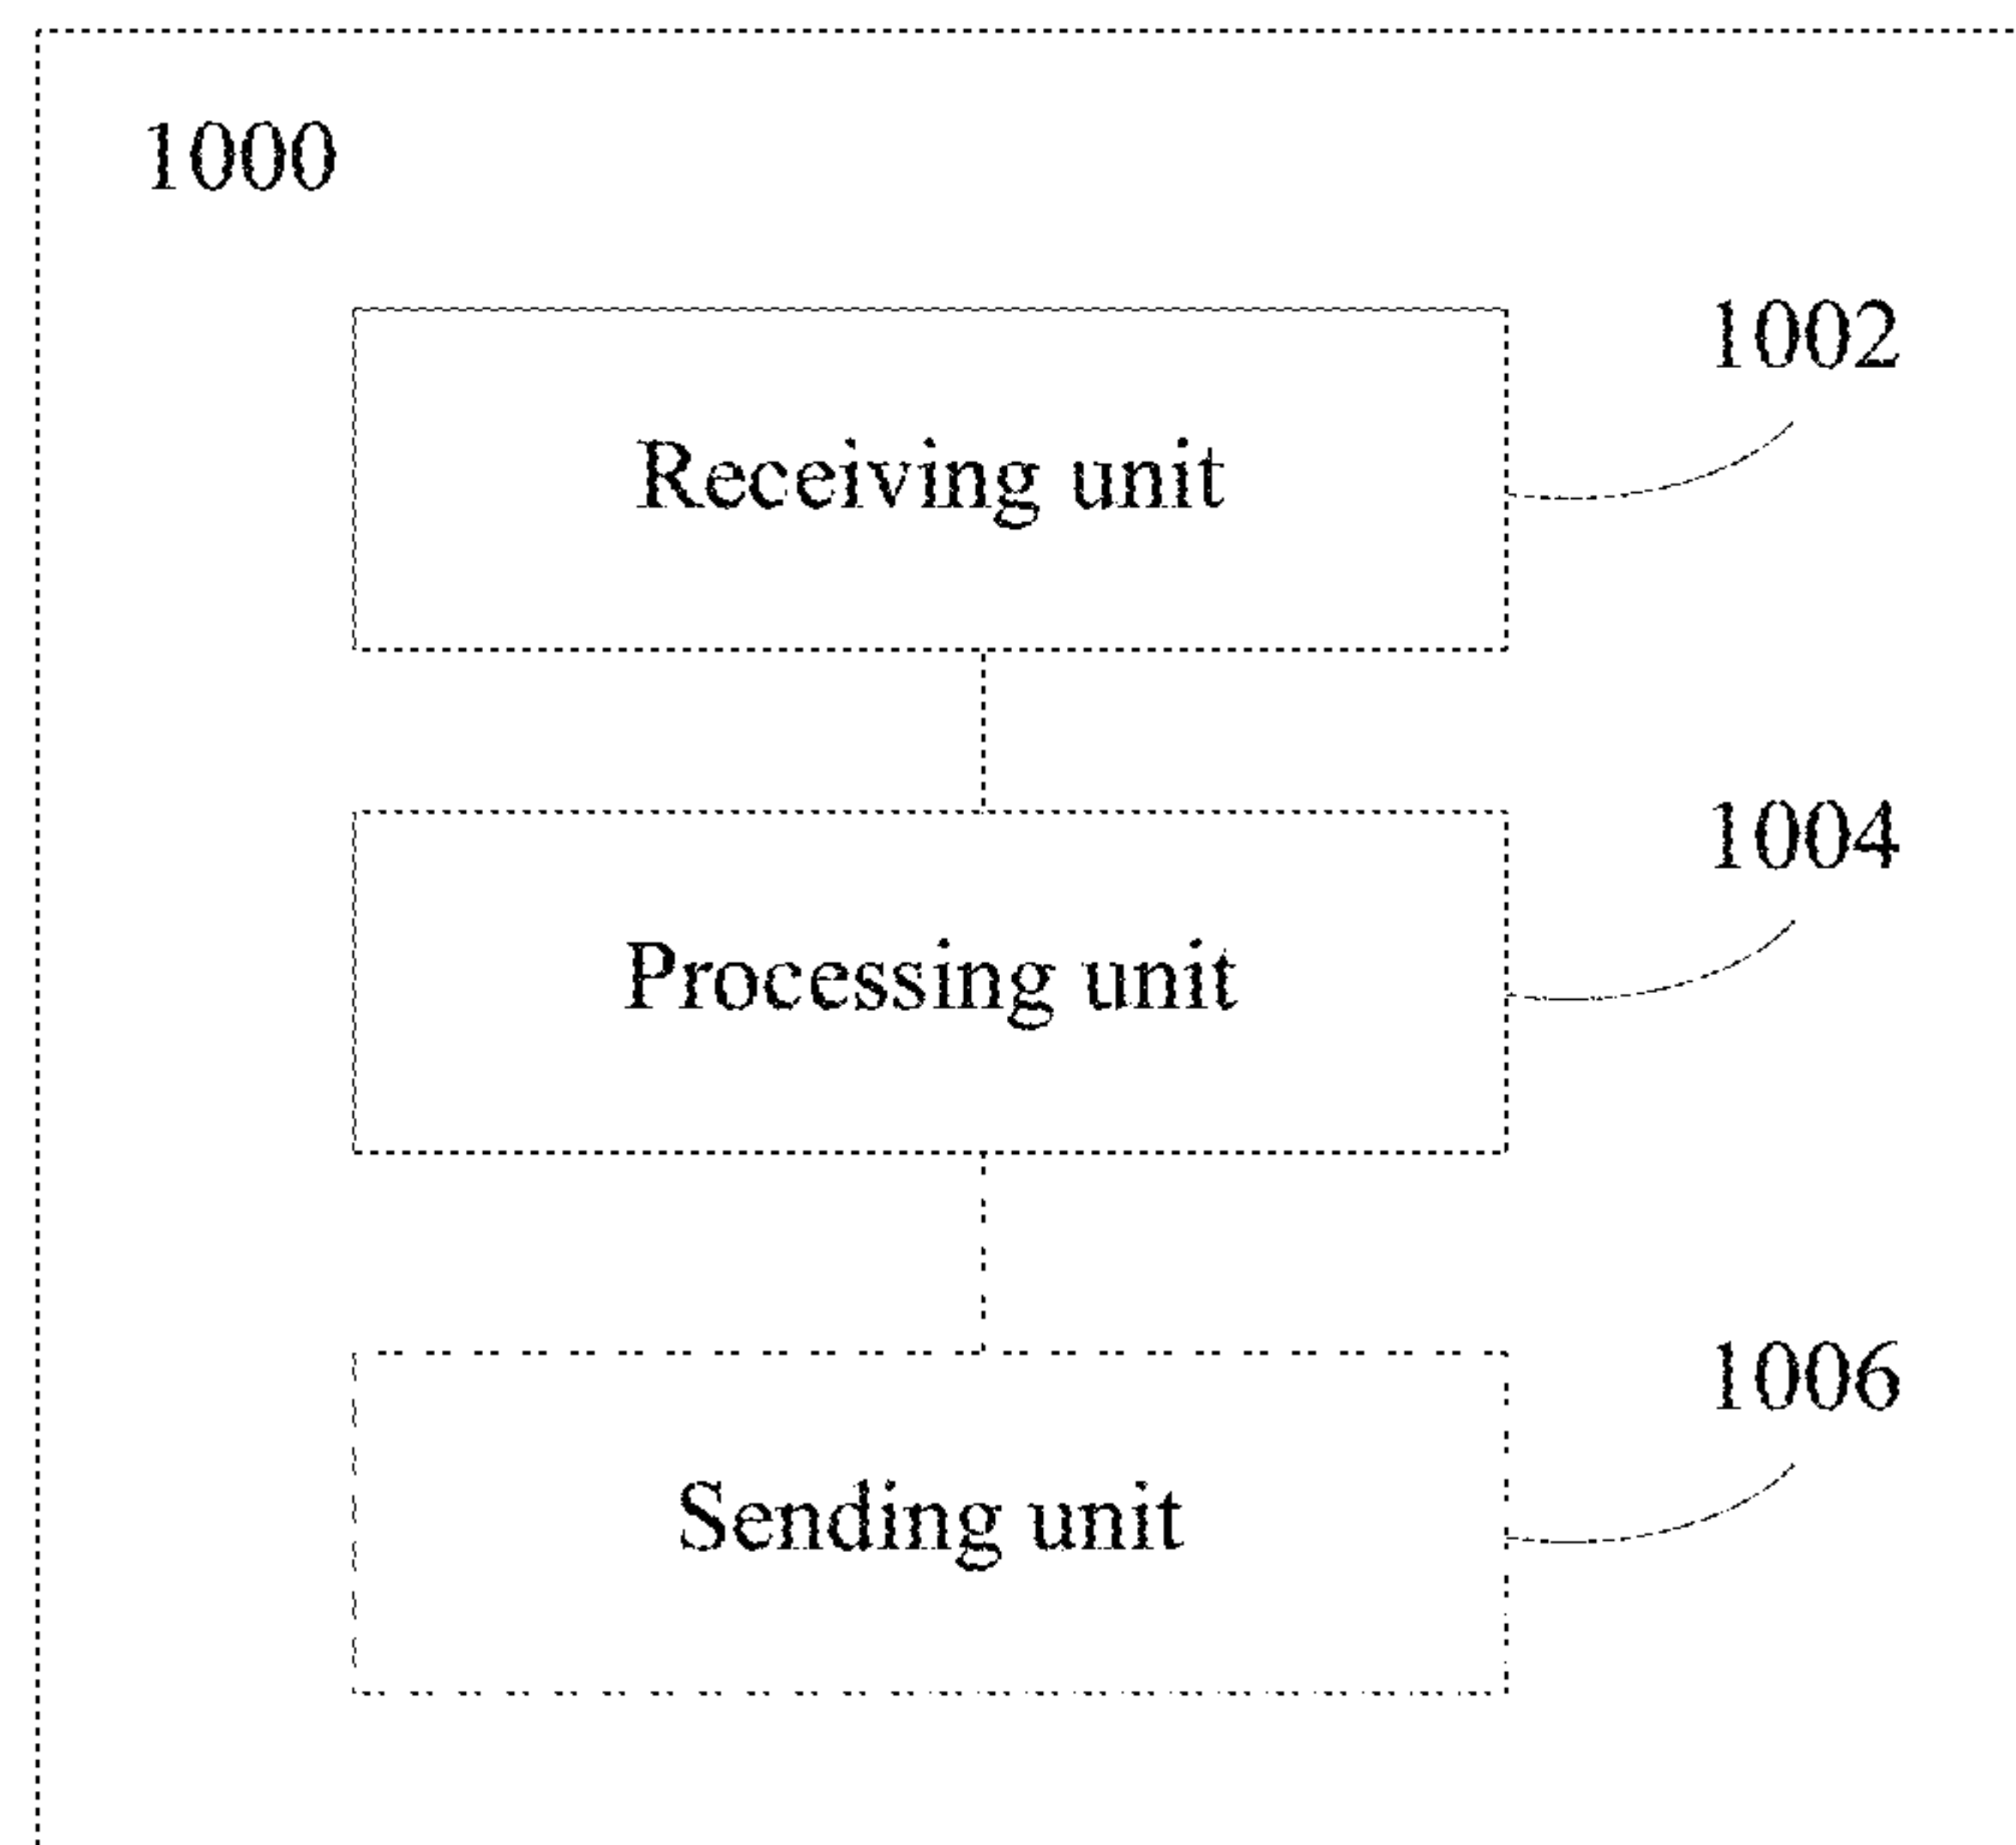 1000
1002
Receiving unit
1004
Processing unit
1006
Sending unit